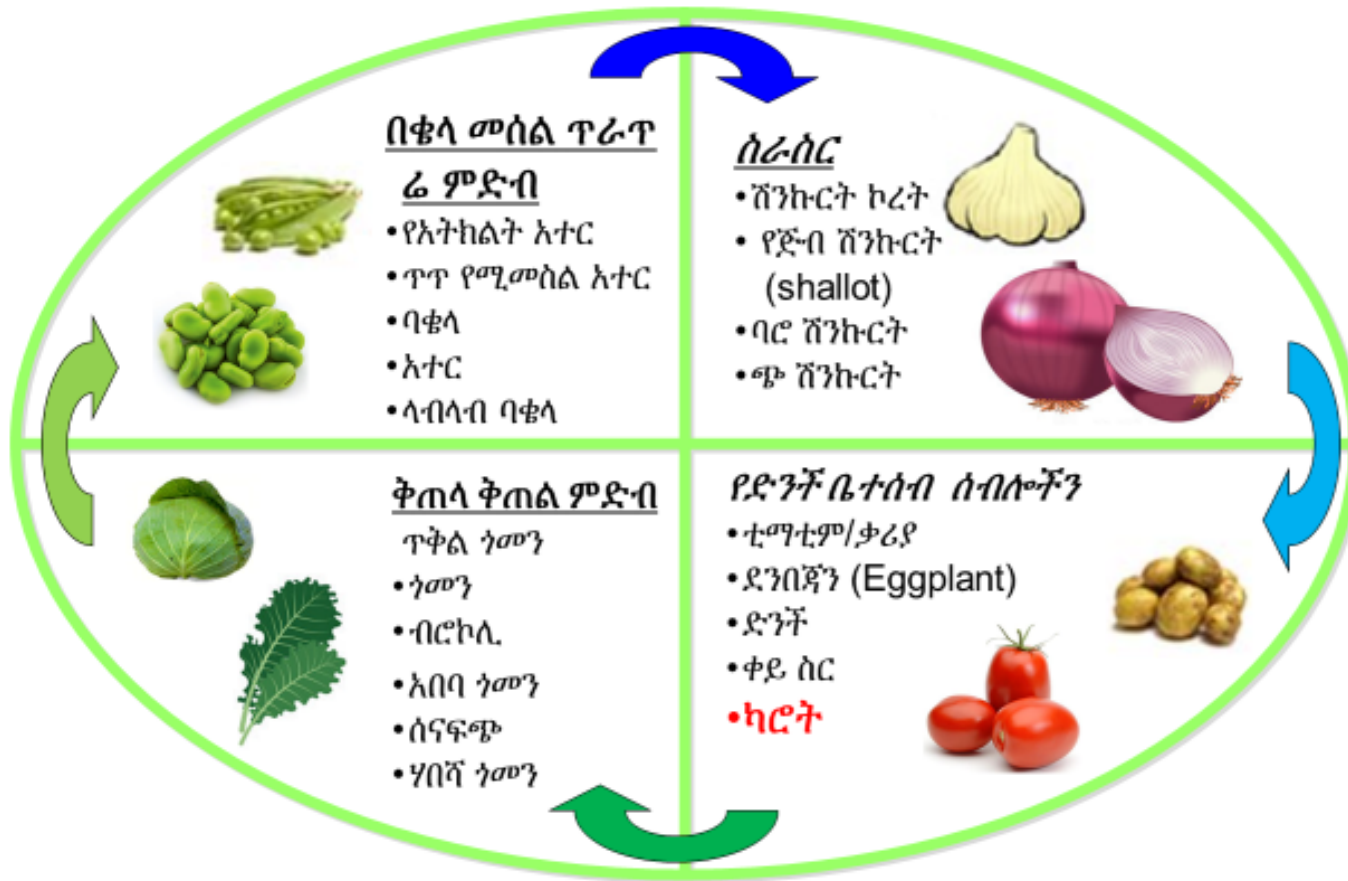 በቄላ መሰል ጥራጥ
ሬ ምድብ
•የአትክልት አተር
•ጥጥ የሚመስል አተር
•ባቄላ
•አተር
•ላብላብ ባቄላ
ስራስር
•ሽንኩርት ኮረት
• የጅብ ሽንኩርት
(shallot)
•ባሮ ሽንኩርት
•ጭ ሽንኩርት
ቅጠላ ቅጠል ምድብ
ጥቅል ጎመን
•ጎመን
•ብሮኮሊ
•አበባ ጎመን
•ሰናፍጭ
•ሃበሻ ጎመን
የድንች ቤተሰብ ሰብሎችን
•ቲማቲም/ቃሪያ
•ደንበጃን (Eggplant)
•ድንች
•ቀይ ስር
•ካሮት